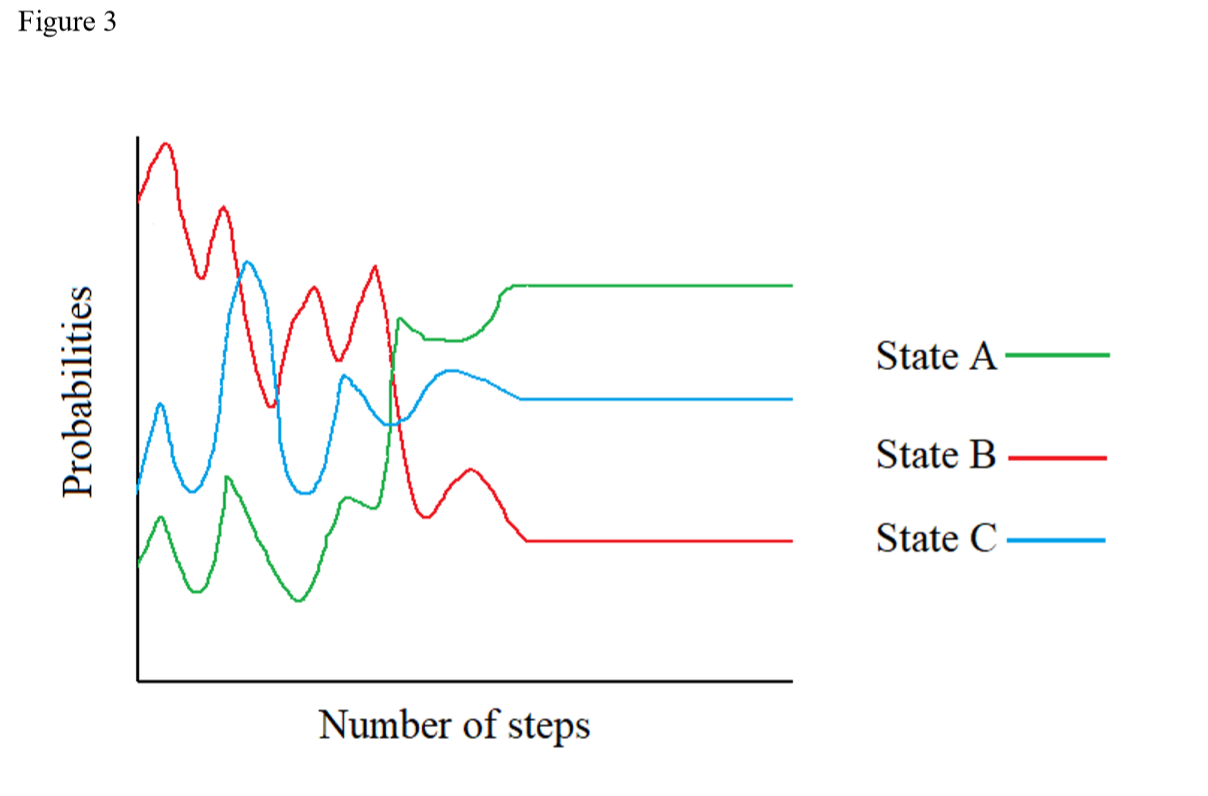 Figure 3
Probabilities
State A
State B
State C
Number of steps